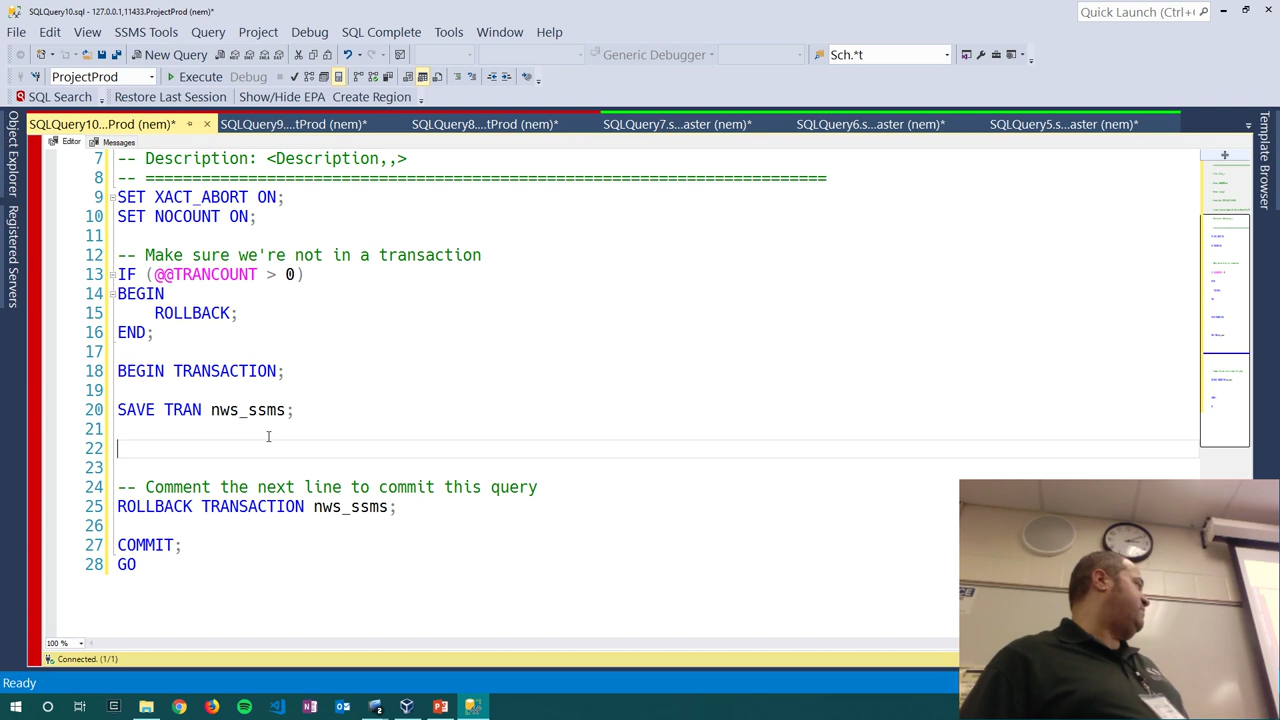 SQLQuery10.sql - 127.0.0.1,11433.ProjectProd (nem)*
Quick Launch (Ctrl+
File Edit View SSMS Tools Query Project Debug SQL Complete Tools Window Help
New Query Generic Debugger Sch.*t
ProjectProd Execute Debug
SQL Search Restore Last Session Show/Hide EPA Create Region
SQLQuery10...Prod (nem)* SQLQuery9....tProd (nem)* SQLQuery8....tProd (nem)* SQLQuery7.s...aster (nem)* SQLQuery6.s...aster (nem)* SQLQuery5.s...aster (nem)*
Editor Messages
Object Explorer
Registered Servers
Template Browser
7 -- Description: <Description,,>
8 -- =========================================================================
9 SET XACT_ABORT ON;
10 SET NOCOUNT ON;
11
12 -- Make sure we're not in a transaction
13 IF (@@TRANCOUNT > 0)
14 BEGIN
15 ROLLBACK;
16 END;
17
18 BEGIN TRANSACTION;
19
20 SAVE TRAN nws_ssms;
21
22
23
24 -- Comment the next line to commit this query
25 ROLLBACK TRANSACTION nws_ssms;
26
27 COMMIT;
28 GO
100 %
Connected. (1/1)
Ready